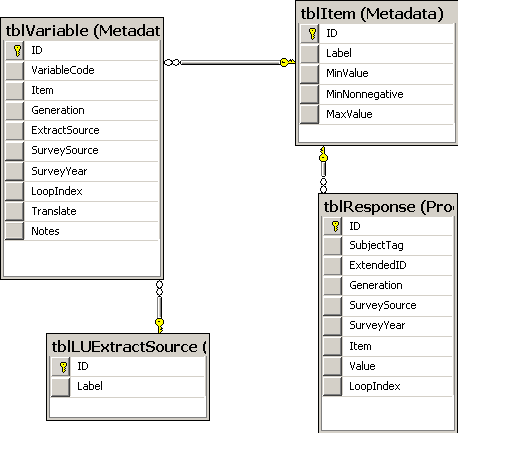 tblVariable (Metadat
ID
VariableCode
Item
Generation
ExtractSource
SurveySource
SurveyYear
LoopIndex
Translate
Notes
tblItem (Metadata)
ID
Label
MinValue
MinNonnegative
MaxValue
tblResponse (Pro
ID
SubjectTag
ExtendedID
Generation
SurveySource
SurveyYear
Item
Value
LoopIndex
tblLUExtractSource (
ID
Label